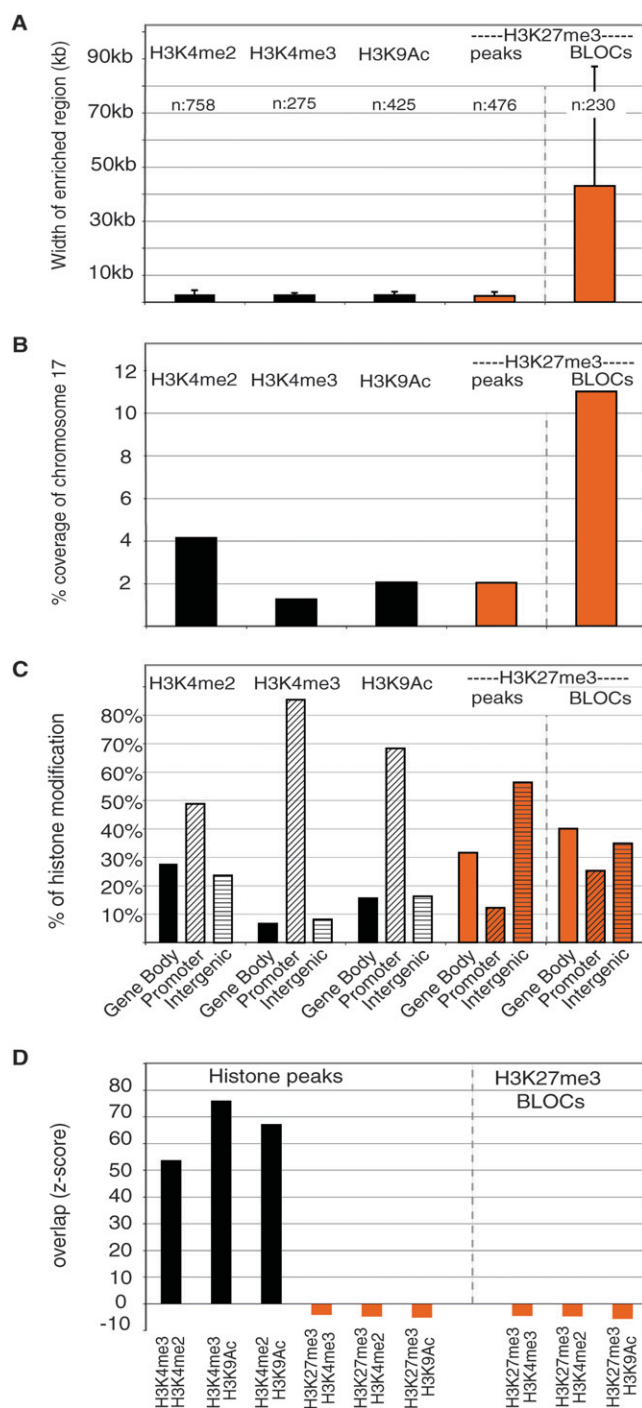 A
Width of enriched region (kb)
90kb
70kb
50kb
30kb
10kb
H3K4me2
H3K4me3
H3K9Ac
-----H3K27me3-----
peaks
BLOCs
n:758
n:275
n:425
n:476
n:230
B
% coverage of chromosome 17
12
10
8
6
4
2
H3K4me2
H3K4me3
H3K9Ac
-----H3K27me3-----
peaks
BLOCs
C
% of histone modification
80%
70%
60%
50%
40%
30%
20%
10%
H3K4me2
H3K4me3
H3K9Ac
-----H3K27me3-----
peaks
BLOCs
Gene Body
Promoter
Intergenic
Gene Body
Promoter
Intergenic
Gene Body
Promoter
Intergenic
Gene Body
Promoter
Intergenic
Gene Body
Promoter
Intergenic
D
overlap (z-score)
80
70
60
50
40
30
20
10
0
-10
Histone peaks
H3K27me3
BLOCs
H3K4me3
H3K4me2
H3K4me3
H3K9Ac
H3K4me2
H3K9Ac
H3K27me3
H3K4me3
H3K27me3
H3K4me2
H3K27me3
H3K9Ac
H3K27me3
H3K4me3
H3K27me3
H3K4me2
H3K27me3
H3K9Ac